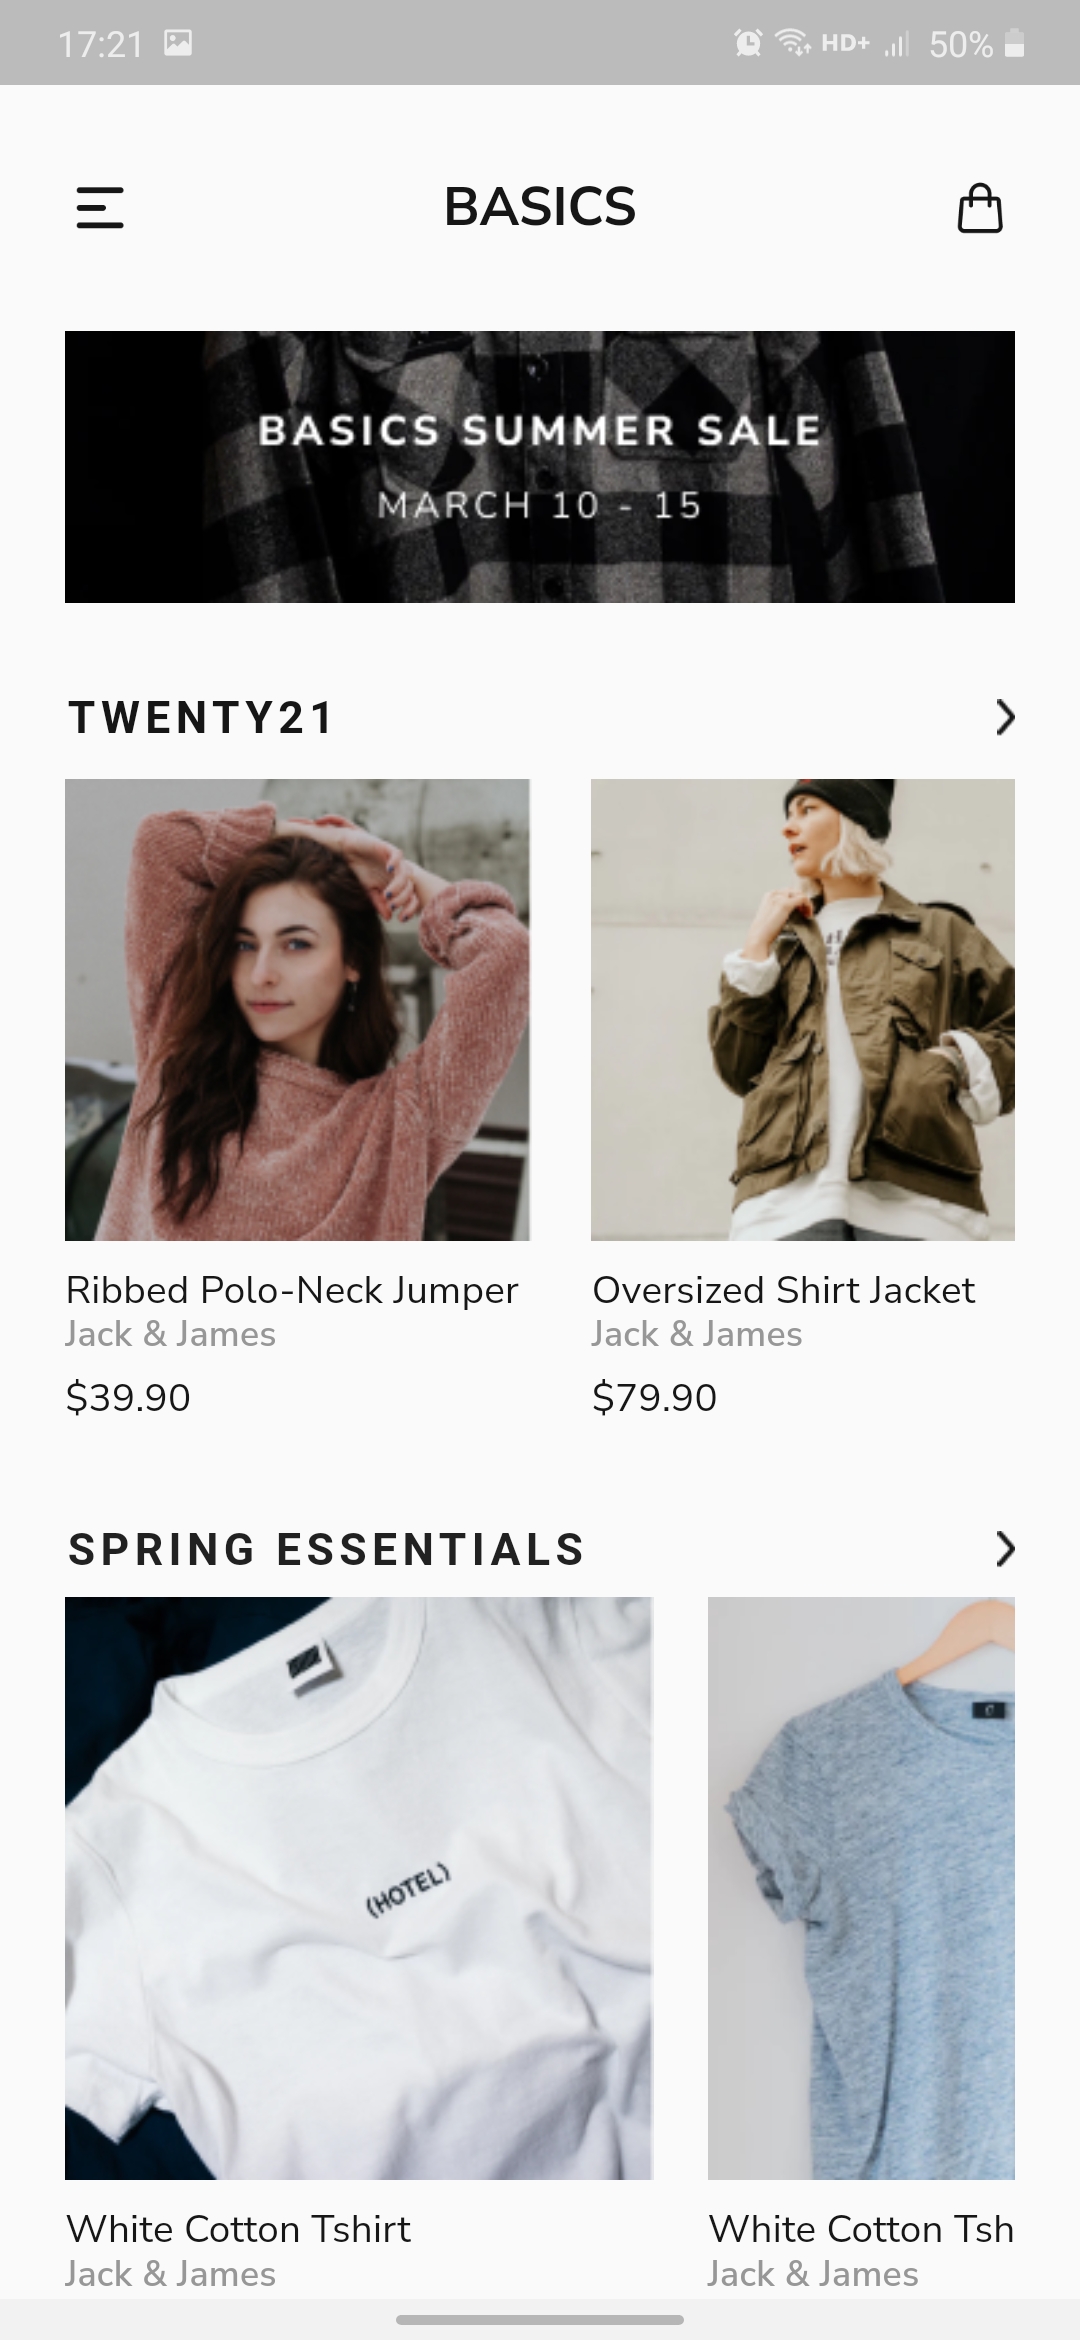 17:21 HD+ 50%
BASICS
BASICS SUMMER SALE
MARCH 10 - 15
TWENTY21
Ribbed Polo-Neck Jumper
Jack & James
$39.90
Oversized Shirt Jacket
Jack & James
$79.90
SPRING ESSENTIALS
(HOTEL)
White Cotton Tshirt
Jack & James
White Cotton Tsh
Jack & James